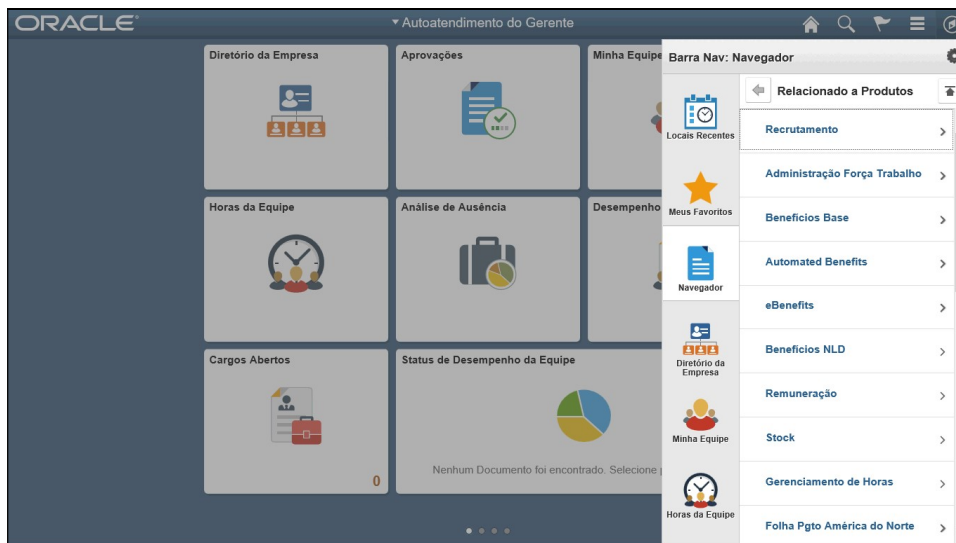 ORACLE
Autoatendimento do Gerente
Diretório da Empresa
Aprovações
Minha Equipe
Horas da Equipe
Análise de Ausência
Desempenho
Cargos Abertos
0
Status de Desempenho da Equipe
Nenhum Documento foi encontrado. Selecione
Barra Nav: Navegador
Locais Recentes
Meus Favoritos
Navegador
Diretório da
Empresa
Minha Equipe
Horas da Equipe
Relacionado a Produtos
Recrutamento
Administração Força Trabalho
Beneficios Base
Automated Benefits
eBenefits
Beneficios NLD
Remuneração
Stock
Gerenciamento de Horas
Folha Pgto América do Norte